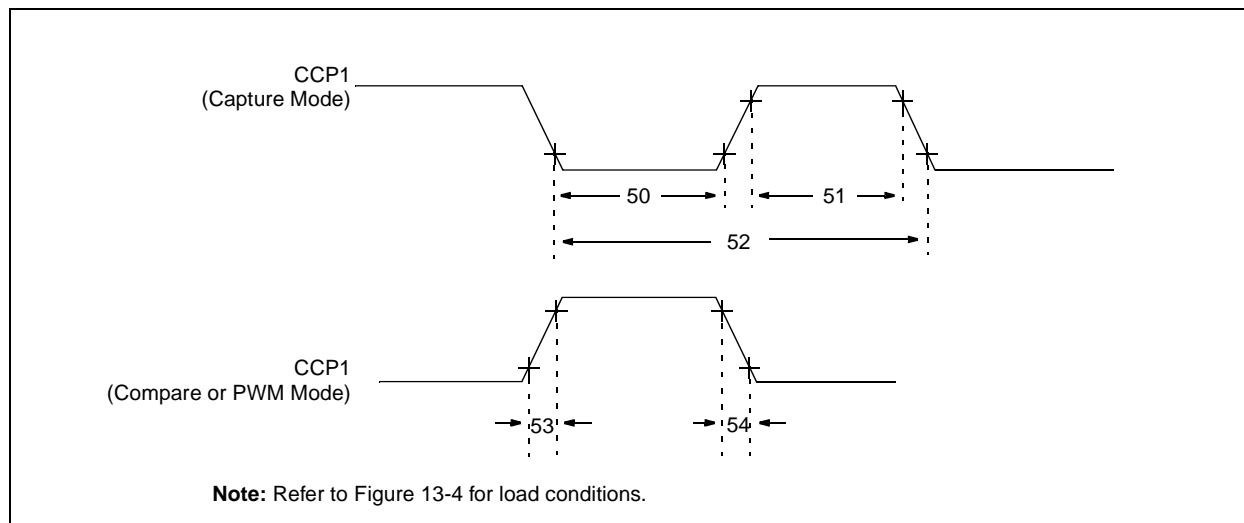 CCP1
(Capture Mode)
50
51
52
CCP1
(Compare or PWM Mode)
53
54
Note: Refer to Figure 13-4 for load conditions.